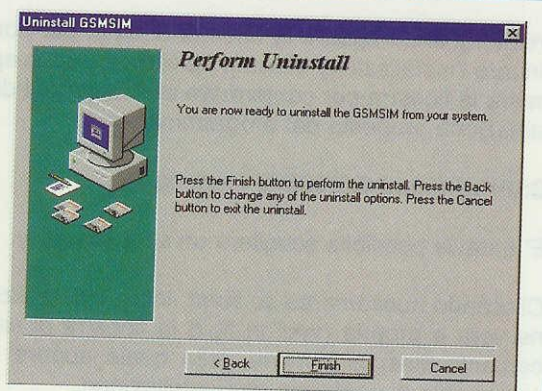 Uninstall GSMSIM
Perform Uninstall
You are now ready to uninstall the GSMSIM from your system.
Press the Finish button to perform the uninstall. Press the Back
button to change any of the uninstall options. Press the Cancel
button to exit the uninstall.
< Back
Finish
Cancel